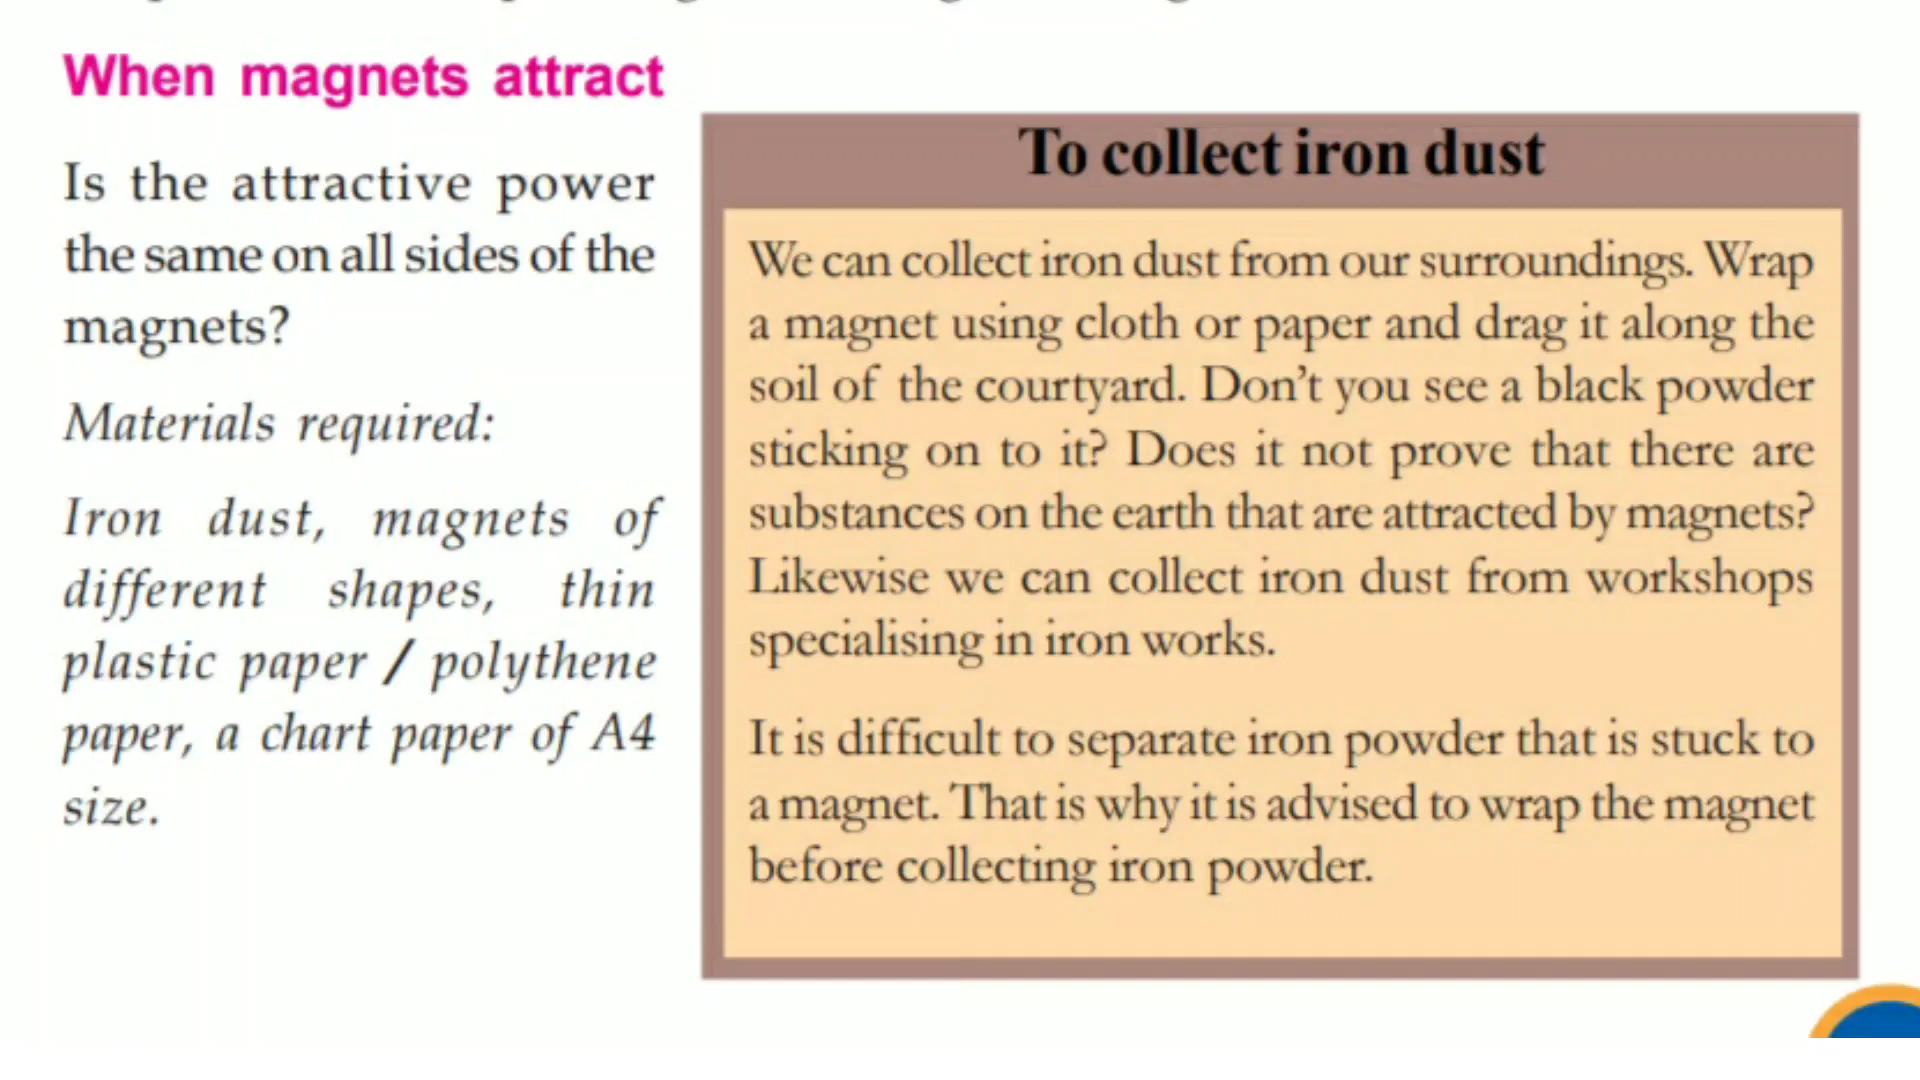 When magnets attract
Is the attractive power
the same on all sides of the
magnets?
Materials required:
Iron dust, magnets of
different shapes, thin
plastic paper / polythene
paper, a chart paper of A4
size.
To collect iron dust
We can collect iron dust from our surroundings. Wrap
a magnet using cloth or paper and drag it along the
soil of the courtyard. Don't you see a black powder
sticking on to it? Does it not prove that there are
substances on the earth that are attracted by magnets?
Likewise we can collect iron dust from workshops
specialising in iron works.
It is difficult to separate iron powder that is stuck to
a magnet. That is why it is advised to wrap the magnet
before collecting iron powder.